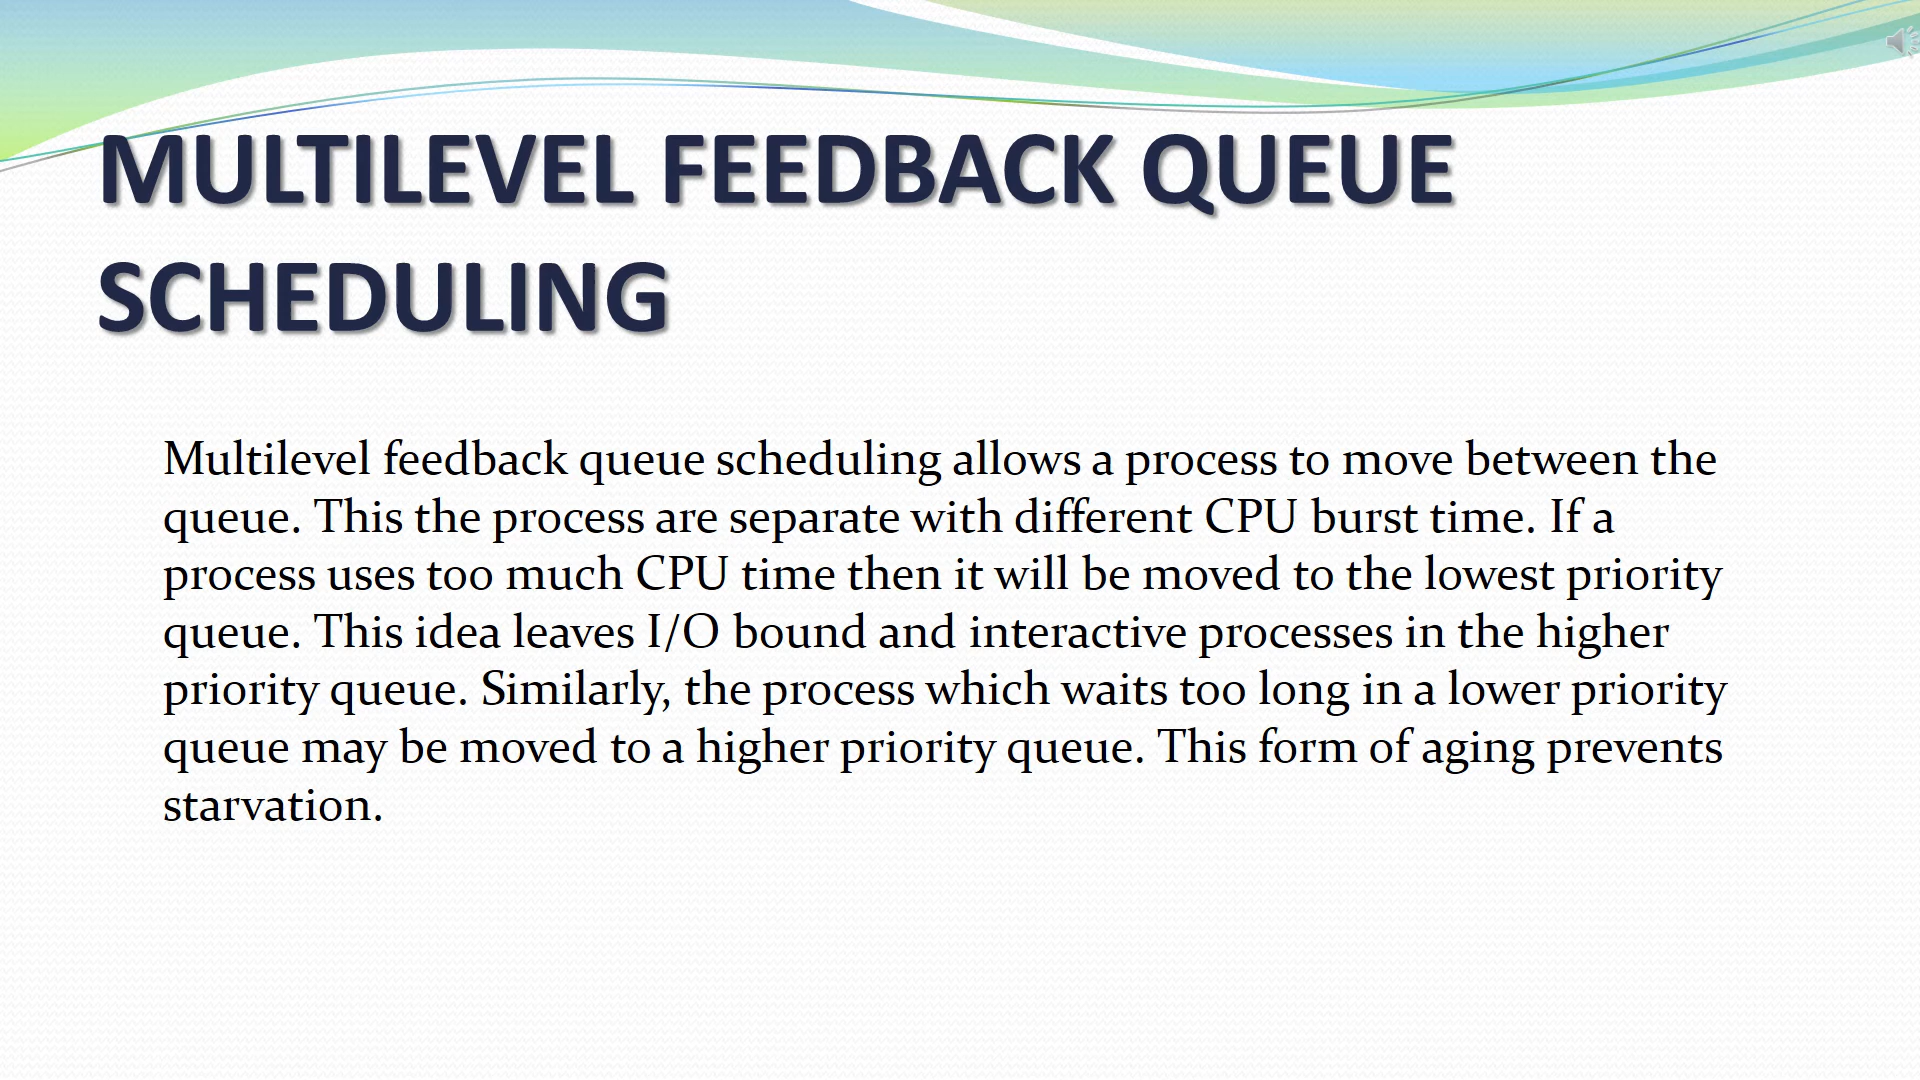 MULTILEVEL FEEDBACK QUEUE
SCHEDULING
Multilevel feedback queue scheduling allows a process to move between the
queue. This the process are separate with different CPU burst time. If a
process uses too much CPU time then it will be moved to the lowest priority
queue. This idea leaves I/O bound and interactive processes in the higher
priority queue. Similarly, the process which waits too long in a lower priority
queue may be moved to a higher priority queue. This form of aging prevents
starvation.